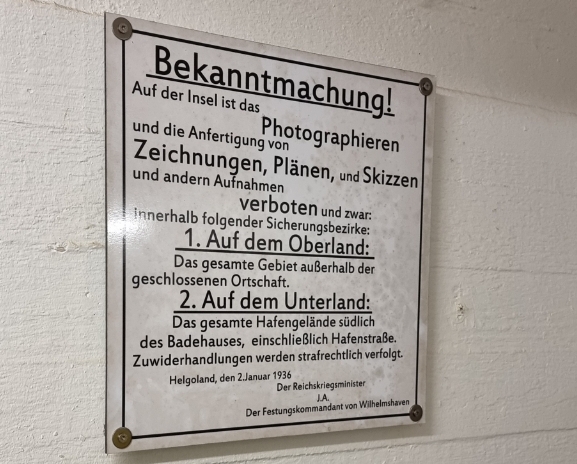 Bekanntmachung!
Auf der Insel ist das
Photographieren
und die Anfertigung von
Zeichnungen, Plänen, und Skizzen
und andern Aufnahmen
verboten und zwar:
innerhalb folgender Sicherungsbezirke:
1. Auf dem Oberland:
Das gesamte Gebiet außerhalb der
geschlossenen Ortschaft.
2. Auf dem Unterland:
Das gesamte Hafengelände südlich
des Badehauses, einschließlich Hafenstraße.
Zuwiderhandlungen werden strafrechtlich verfolgt.
Helgoland, den 2.Januar 1936
Der Reichskriegsminister
J.A.
Der Festungskommandant von Wilhelmshaven